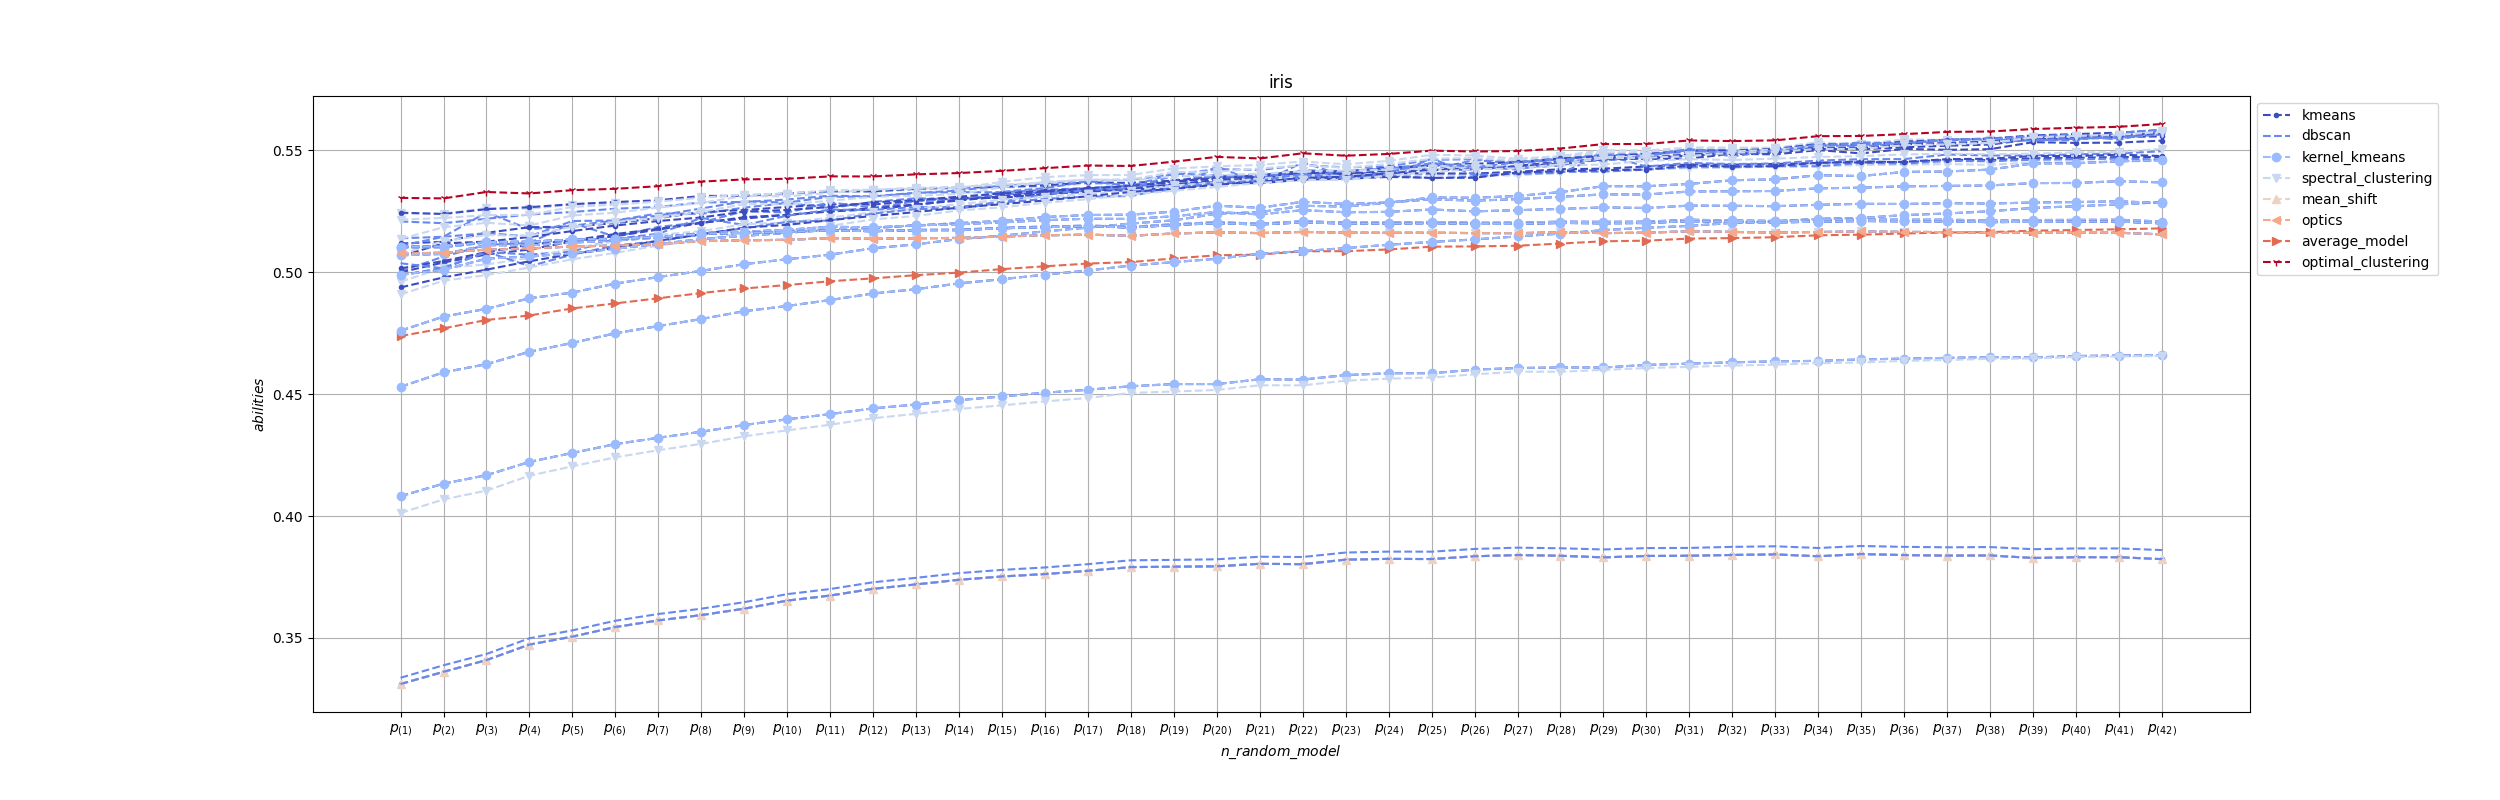 iris
kmeans
dbscan
kernel_kmeans
spectral_clustering
mean_shift
optics
average_model
optimal_clustering
abilities
0.55
0.50
0.45
0.40
0.35
p(1) p(2) p(3) p(4) p(5) p(6) p(7) p(8) p(9) p(10) p(11) p(12) p(13) p(14) p(15) p(16) p(17) p(18) p(19) p(20) p(21) p(22) p(23) p(24) p(25) p(26) p(27) p(28) p(29) p(30) p(31) p(32) p(33) p(34) p(35) p(36) p(37) p(38) p(39) p(40) p(41) p(42)
n_random_model